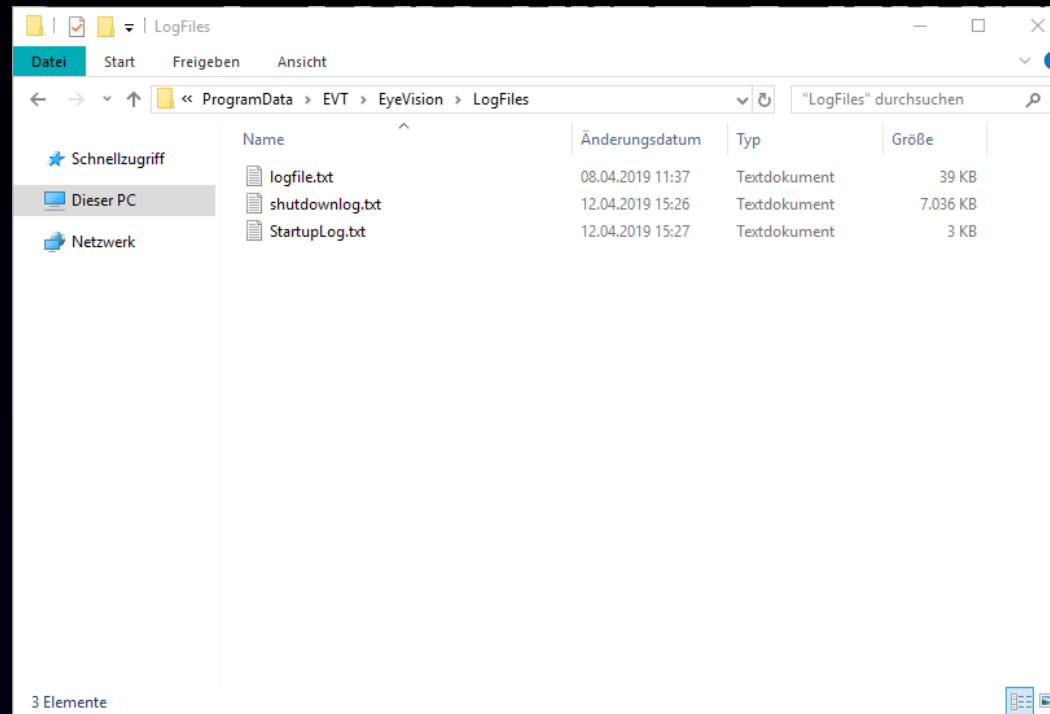 LogFiles
Datei Start Freigeben Ansicht
« ProgramData › EVT › EyeVision › LogFiles "LogFiles" durchsuchen
Name Änderungsdatum Typ Größe
Schnellzugriff
logfile.txt 08.04.2019 11:37 Textdokument 39 KB
Dieser PC
shutdownlog.txt 12.04.2019 15:26 Textdokument 7.036 KB
StartupLog.txt 12.04.2019 15:27 Textdokument 3 KB
Netzwerk
3 Elemente